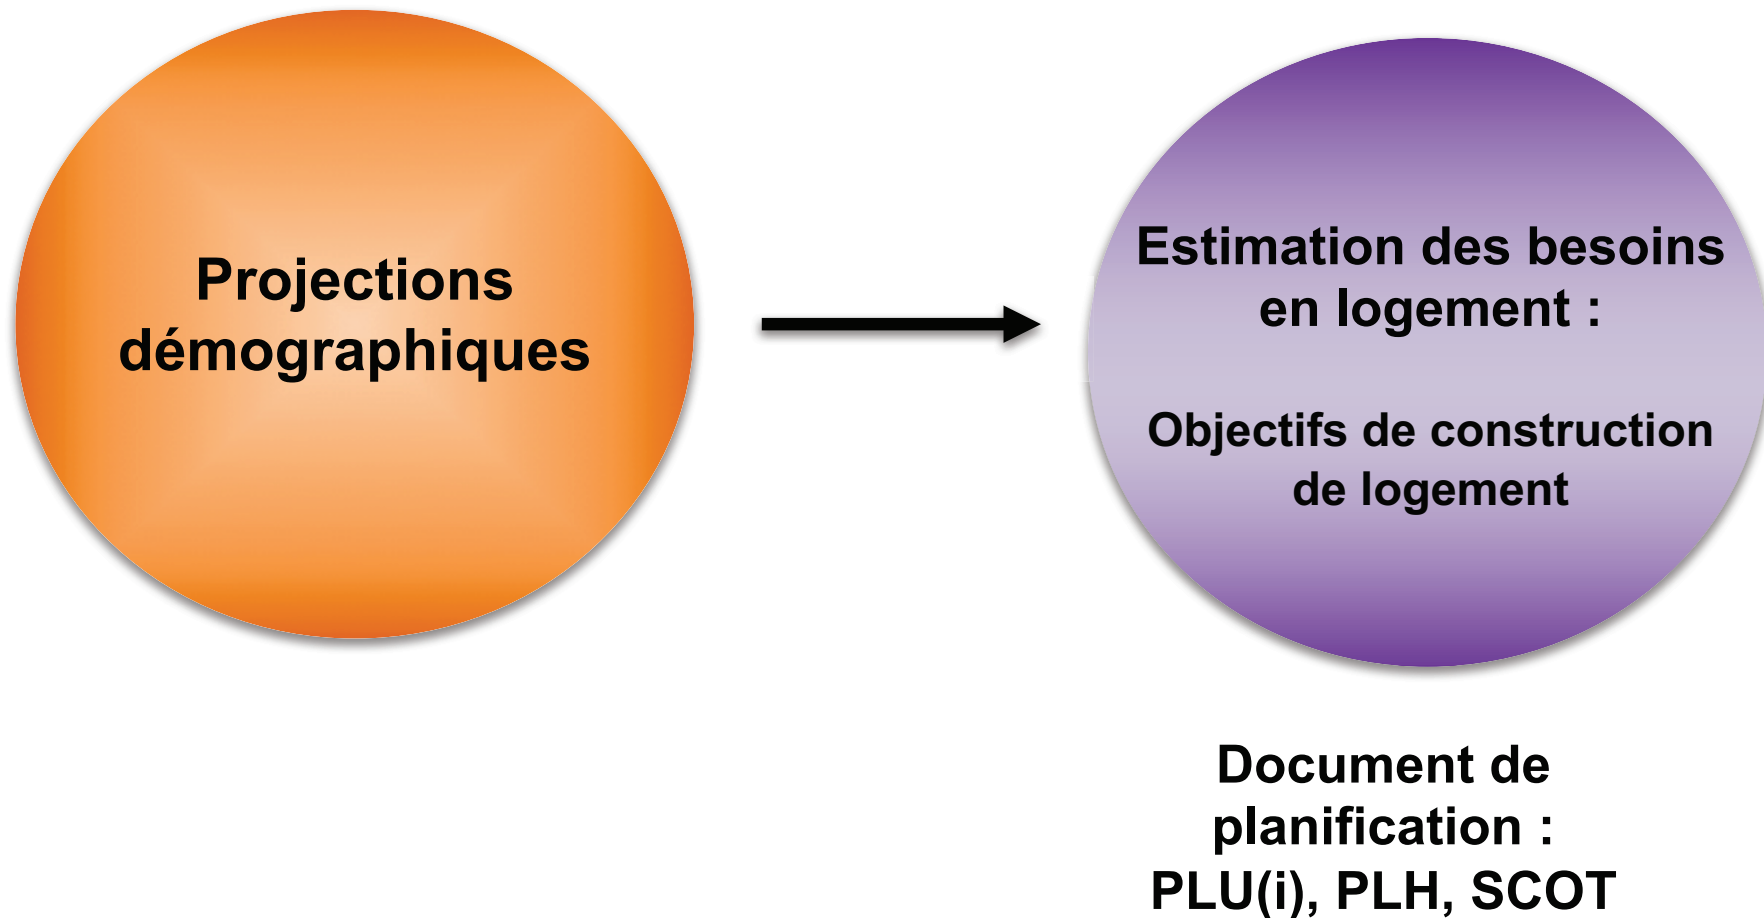 Projections
démographiques
Estimation des besoins
en logement :
Objectifs de construction
de logement
Document de
planification :
PLU(i), PLH, SCOT